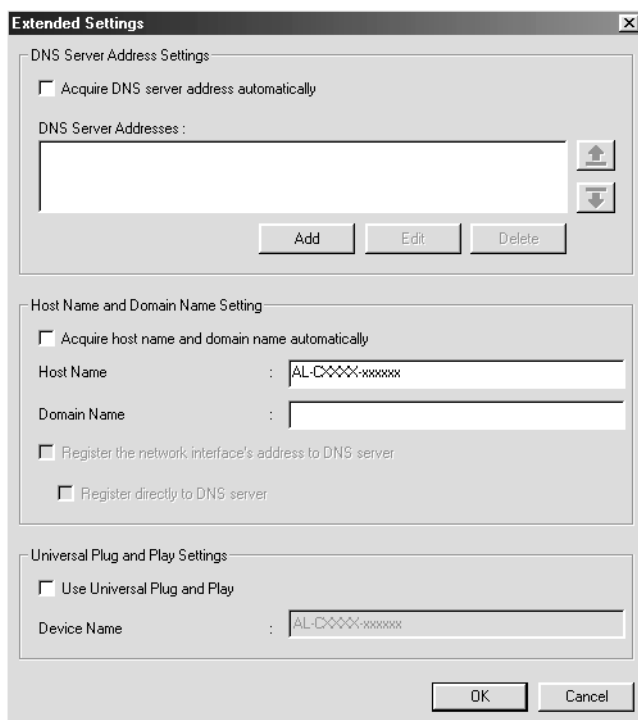 Extended Settings
DNS Server Address Settings
Acquire DNS server address automatically
DNS Server Addresses :
Add Edit Delete
Host Name and Domain Name Setting
Acquire host name and domain name automatically
Host Name : AL-CXXXX-xxxxxx
Domain Name :
Register the network interface's address to DNS server
Register directly to DNS server
Universal Plug and Play Settings
Use Universal Plug and Play
Device Name : AL-CXXXX-xxxxxx
OK Cancel